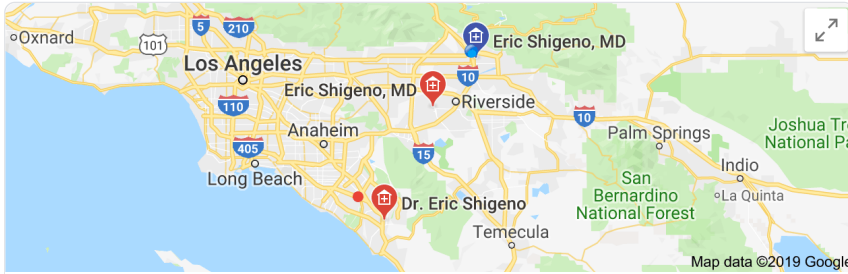 Oxnard
101
5
210
Eric Shigeno, MD
Los Angeles
10
Eric Shigeno, MD
Riverside
110
10
Anaheim
Palm Springs
Joshua Tre
National Pa
405
15
Long Beach
Indio
San
Bernardino
National Forest
La Quinta
Dr. Eric Shigeno
Temecula
Map data ©2019 Google